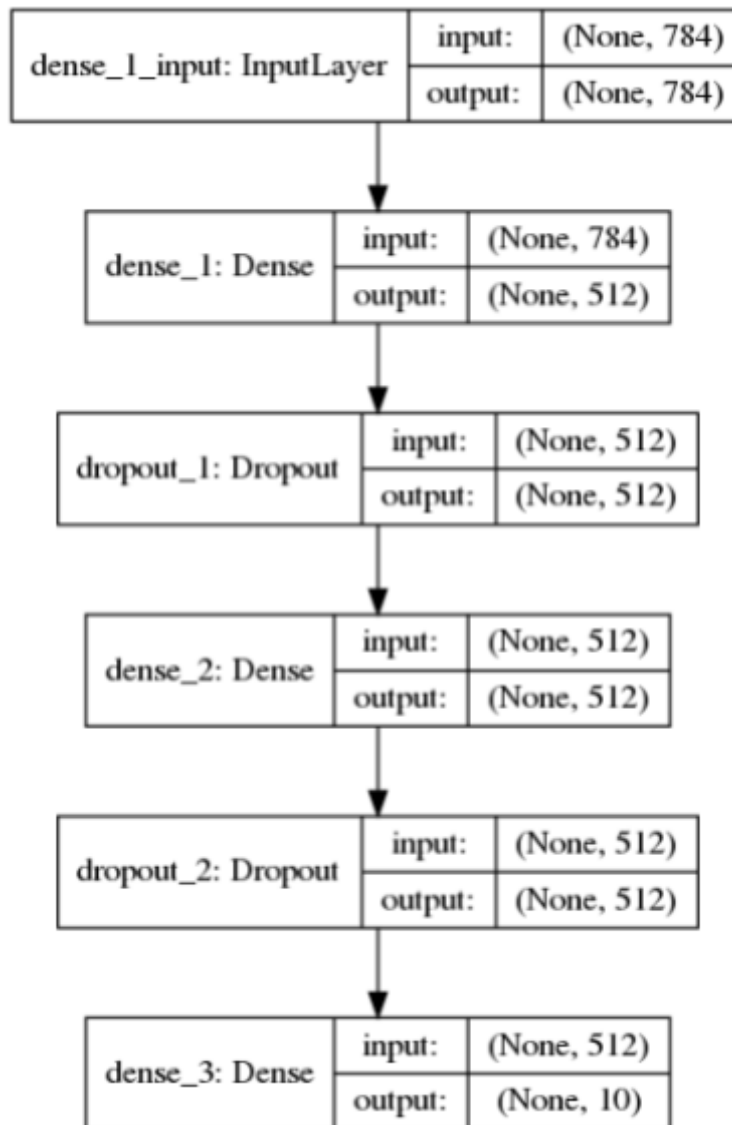 dense_1_input: InputLayer input: (None, 784)
output: (None, 784)
dense_1: Dense input: (None, 784)
output: (None, 512)
dropout_1: Dropout input: (None, 512)
output: (None, 512)
dense_2: Dense input: (None, 512)
output: (None, 512)
dropout_2: Dropout input: (None, 512)
output: (None, 512)
dense_3: Dense input: (None, 512)
output: (None, 10)